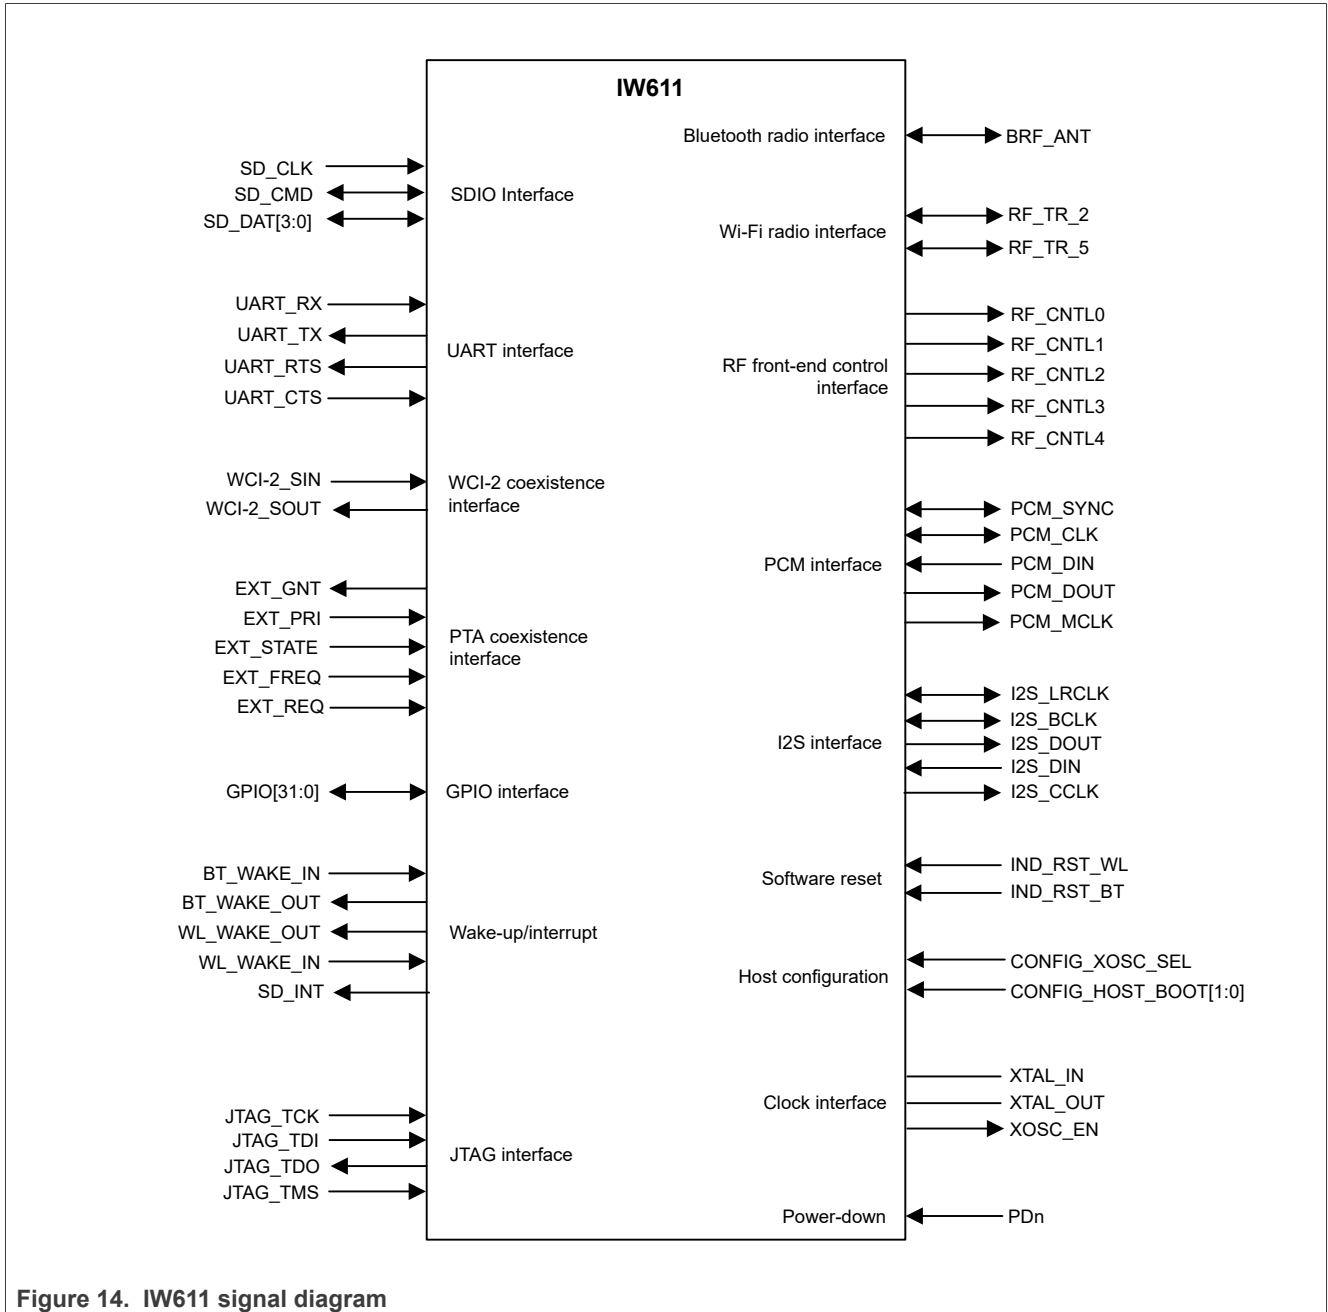 IW611
Bluetooth radio interface
BRF_ANT
SD_CLK
SD_CMD
SD_DAT[3:0]
SDIO Interface
Wi-Fi radio interface
RF_TR_2
RF_TR_5
UART_RX
UART_TX
UART_RTS
UART_CTS
UART interface
RF front-end control
interface
RF_CNTL0
RF_CNTL1
RF_CNTL2
RF_CNTL3
RF_CNTL4
WCI-2_SIN
WCI-2_SOUT
WCI-2 coexistence
interface
PCM interface
PCM_SYNC
PCM_CLK
PCM_DIN
PCM_DOUT
PCM_MCLK
EXT_GNT
EXT_PRI
EXT_STATE
EXT_FREQ
EXT_REQ
PTA coexistence
interface
I2S interface
I2S_LRCLK
I2S_BCLK
I2S_DOUT
I2S_DIN
I2S_CCLK
GPIO[31:0]
GPIO interface
Software reset
IND_RST_WL
IND_RST_BT
BT_WAKE_IN
BT_WAKE_OUT
WL_WAKE_OUT
WL_WAKE_IN
SD_INT
Wake-up/interrupt
Host configuration
CONFIG_XOSC_SEL
CONFIG_HOST_BOOT[1:0]
Clock interface
XTAL_IN
XTAL_OUT
XOSC_EN
JTAG_TCK
JTAG_TDI
JTAG_TDO
JTAG_TMS
JTAG interface
Power-down
PDn
Figure 14. IW611 signal diagram